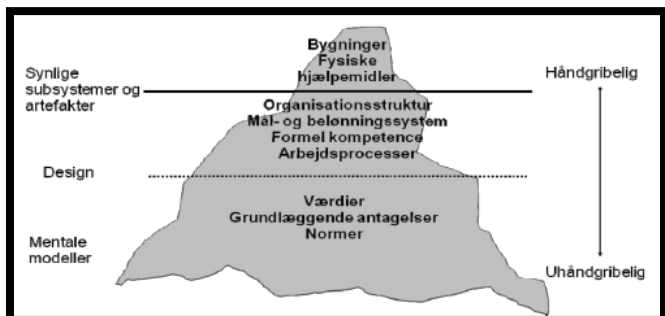 Bygninger
Fysiske
hjælpemidler
Synlige
subsystemer og
artefakter
Håndgribelig
Organisationsstruktur
Mål- og belønningssystem
Formel kompetence
Arbejdsprocesser
Design
Værdier
Grundlæggende antagelser
Normer
Mentale
modeller
Uhåndgribelig